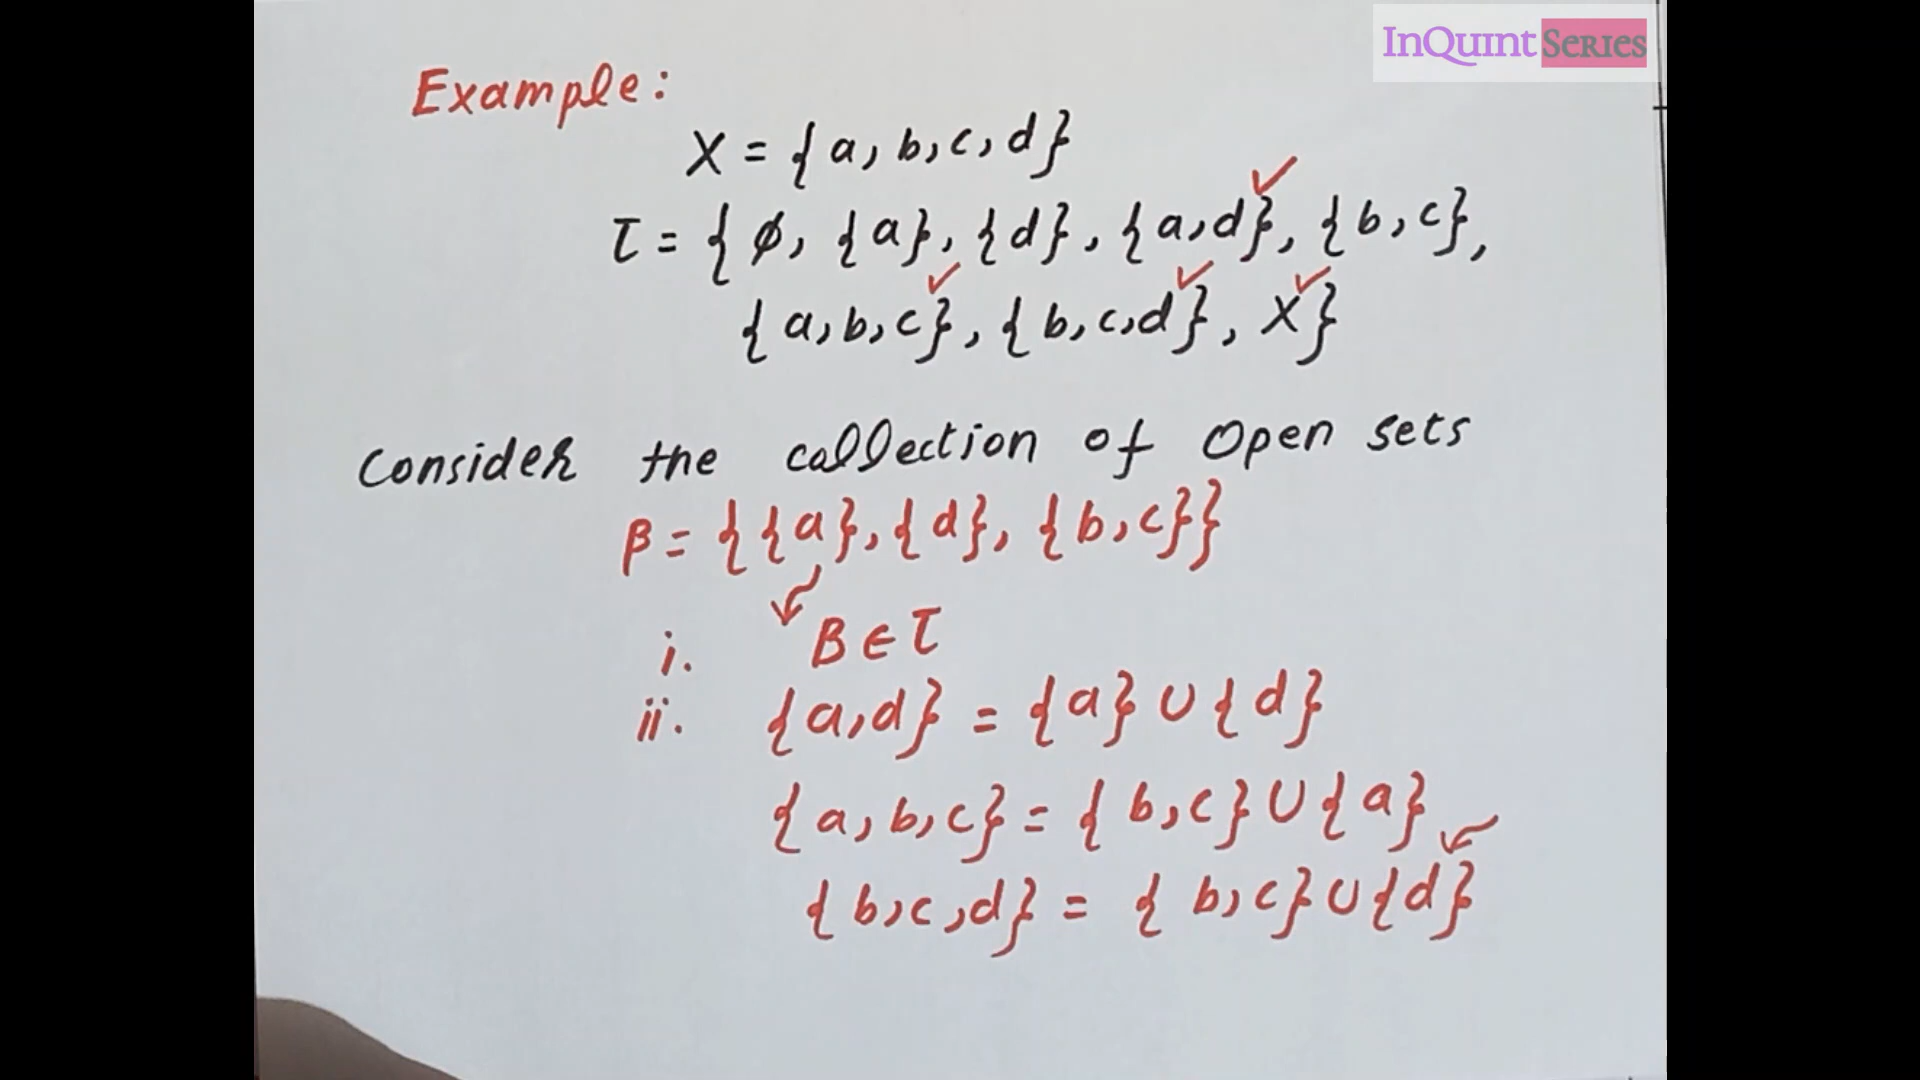 InQuint Series
Example:
X = {a, b, c, d}
τ = {ϕ, {a}, {d}, {a,d}, {b,c},
{a,b,c}, {b,c,d}, X}
Consider the collection of Open sets
β = {{a}, {d}, {b,c}}
i. B ∈ τ
ii. {a,d} = {a} ∪ {d}
{a,b,c} = {b,c} ∪ {a}
{b,c,d} = {b,c} ∪ {d}